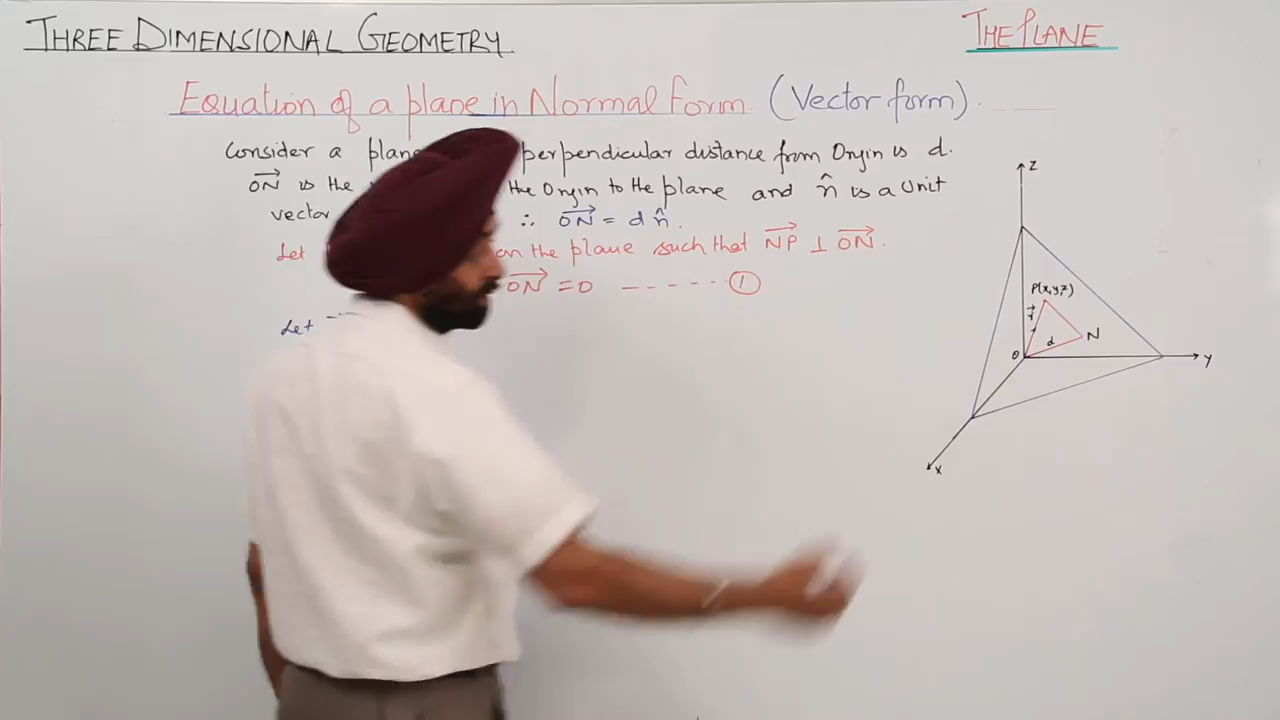 THREE DIMENSIONAL GEOMETRY
THE PLANE
Equation of a plane in Normal Form (Vector form).
Consider a plane perpendicular distance from Origin is d.
ON⃗ is the the Origin to the plane and n̂ is a Unit
vector ∴ ON⃗ = d n̂.
Let on the plane such that NP⃗ ⊥ ON⃗.
ON⃗ = 0 ------ ①
Let
Z
P(x,y,z)
r⃗
d
N
O
Y
X